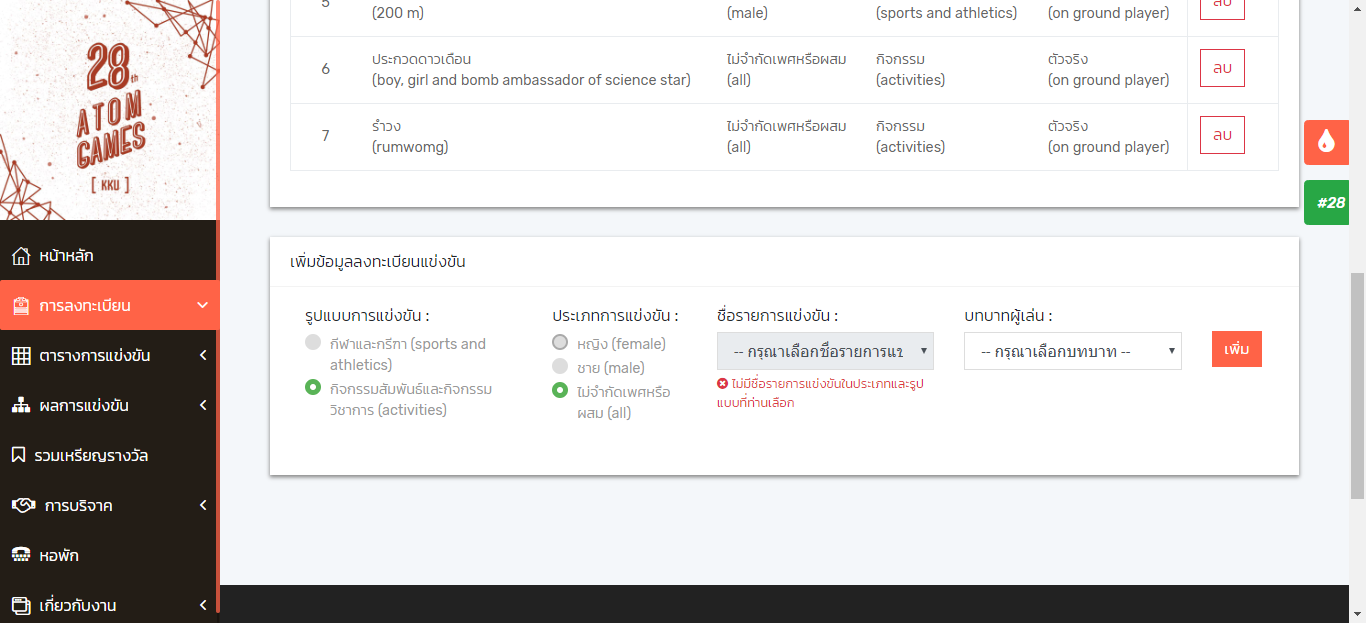 28th
ATOM
GAMES
[ KKU ]
หน้าหลัก
การลงทะเบียน
ตารางการแข่งขัน
ผลการแข่งขัน
รวมเหรียญรางวัล
การบริจาค
หอพัก
เกี่ยวกับงาน
5 (200 m) (male) (sports and athletics) (on ground player) ลบ
6 ประกวดดาวเดือน ไม่จำกัดเพศหรือผสม กิจกรรม ตัวจริง ลบ
(boy, girl and bomb ambassador of science star) (all) (activities) (on ground player)
7 รำวง ไม่จำกัดเพศหรือผสม กิจกรรม ตัวจริง ลบ
(rumwomg) (all) (activities) (on ground player)
#28
เพิ่มข้อมูลลงทะเบียนแข่งขัน
รูปแบบการแข่งขัน :
กีฬาและกรีฑา (sports and
athletics)
กิจกรรมสัมพันธ์และกิจกรรม
วิชาการ (activities)
ประเภทการแข่งขัน :
หญิง (female)
ชาย (male)
ไม่จำกัดเพศหรือ
ผสม (all)
ชื่อรายการแข่งขัน :
-- กรุณาเลือกชื่อรายการแข
ไม่มีชื่อรายการแข่งขันในประเภทและรูป
แบบที่ท่านเลือก
บทบาทผู้เล่น :
-- กรุณาเลือกบทบาท --
เพิ่ม